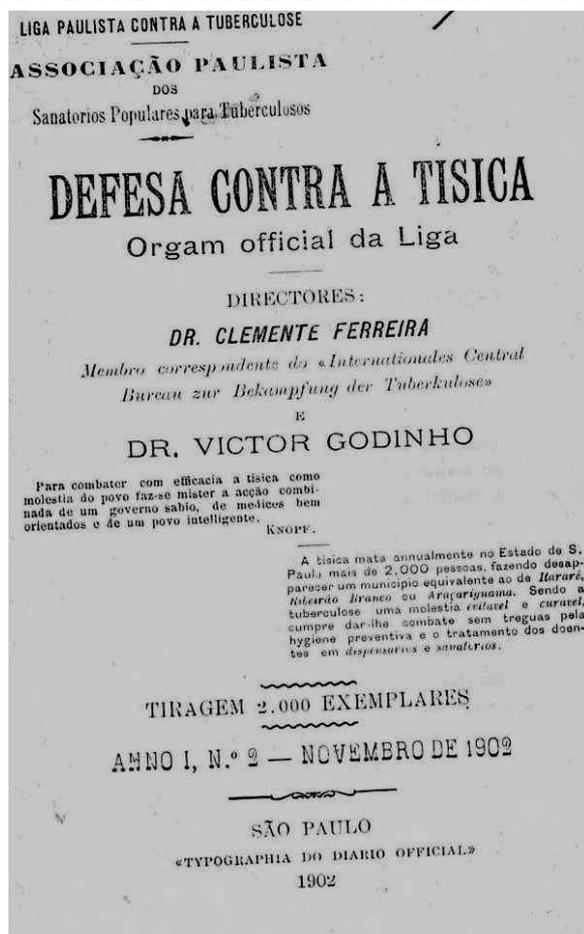 LIGA PAULISTA CONTRA A TUBERCULOSE
ASSOCIAÇÃO PAULISTA
DOS
Sanatorios Populares para Tuberculosos
DEFESA CONTRA A TISICA
Orgam official da Liga
DIRECTORES:
DR. CLEMENTE FERREIRA
Membro correspondente do «Internationales Central
Bureau zur Bekampfung der Tuberkulose»
E
DR. VICTOR GODINHO
Para combater com efficacia a tisica como
molestia do povo faz-se mister a acção combi-
nada de um governo sabio, de medicos bem
orientados e de um povo intelligente.
KNOPF.
A tisica mata annualmente no Estado de S.
Paulo mais de 2.000 pessoas, fazendo desap-
parecer um municipio equivalente ao de Itararé,
Ribeirão Branco ou Araçariguama. Sendo a
tuberculose uma molestia evitavel e curavel,
cumpre dar-lhe combate sem treguas pela
hygiene preventiva e o tratamento dos doen-
tes em dispensarios e sanatorios.
TIRAGEM 2.000 EXEMPLARES
ANNO I, N.º 2 — NOVEMBRO DE 1902
SÃO PAULO
«TYPOGRAPHIA DO DIARIO OFFICIAL»
1902